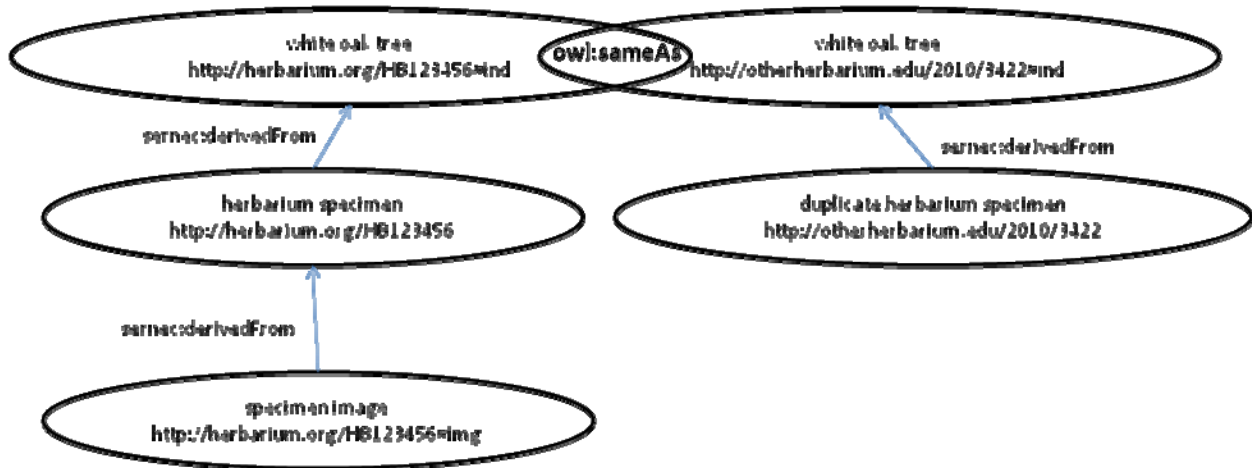 white oak tree
http://herbarium.org/HB123456#ind
owl:sameAs
white oak tree
http://otherherbarium.edu/2010/3422#ind
sernec:derivedFrom
sernec:derivedFrom
herbarium specimen
http://herbarium.org/HB123456
duplicate herbarium specimen
http://otherherbarium.edu/2010/3422
sernec:derivedFrom
specimen image
http://herbarium.org/HB123456#img